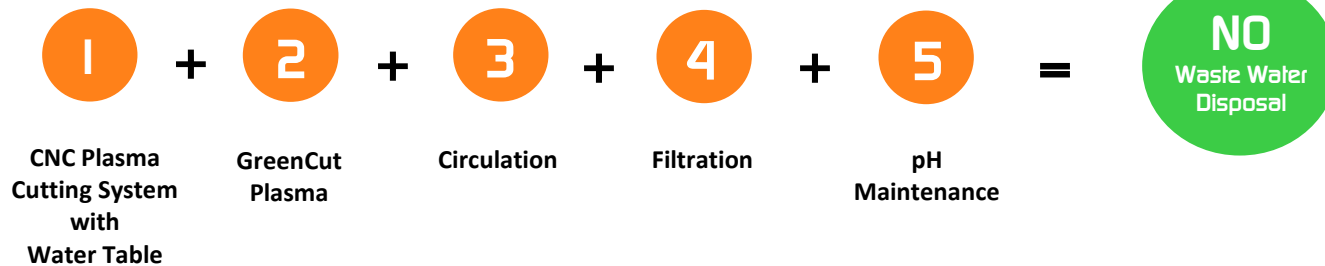 1 + 2 + 3 + 4 + 5 = NO
Waste Water
Disposal
CNC Plasma
Cutting System
with
Water Table
GreenCut
Plasma
Circulation
Filtration
pH
Maintenance